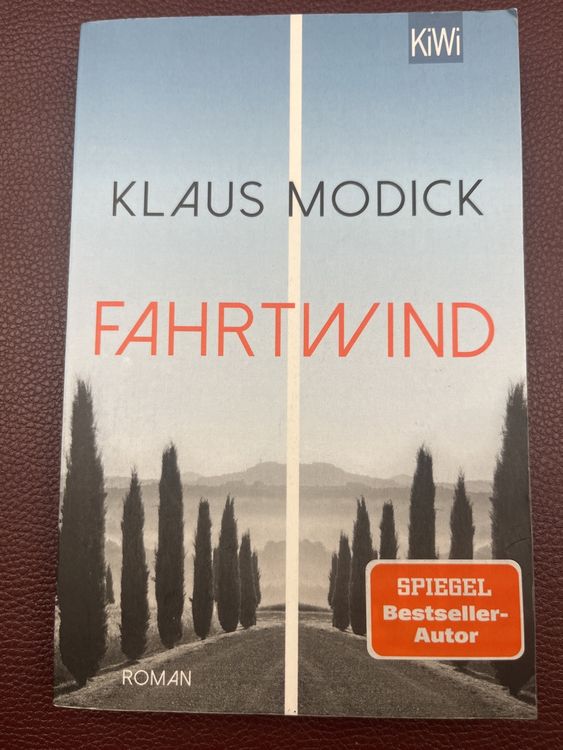 KiWi
KLAUS MODICK
FAHRTWIND
SPIEGEL
Bestseller-
Autor
ROMAN